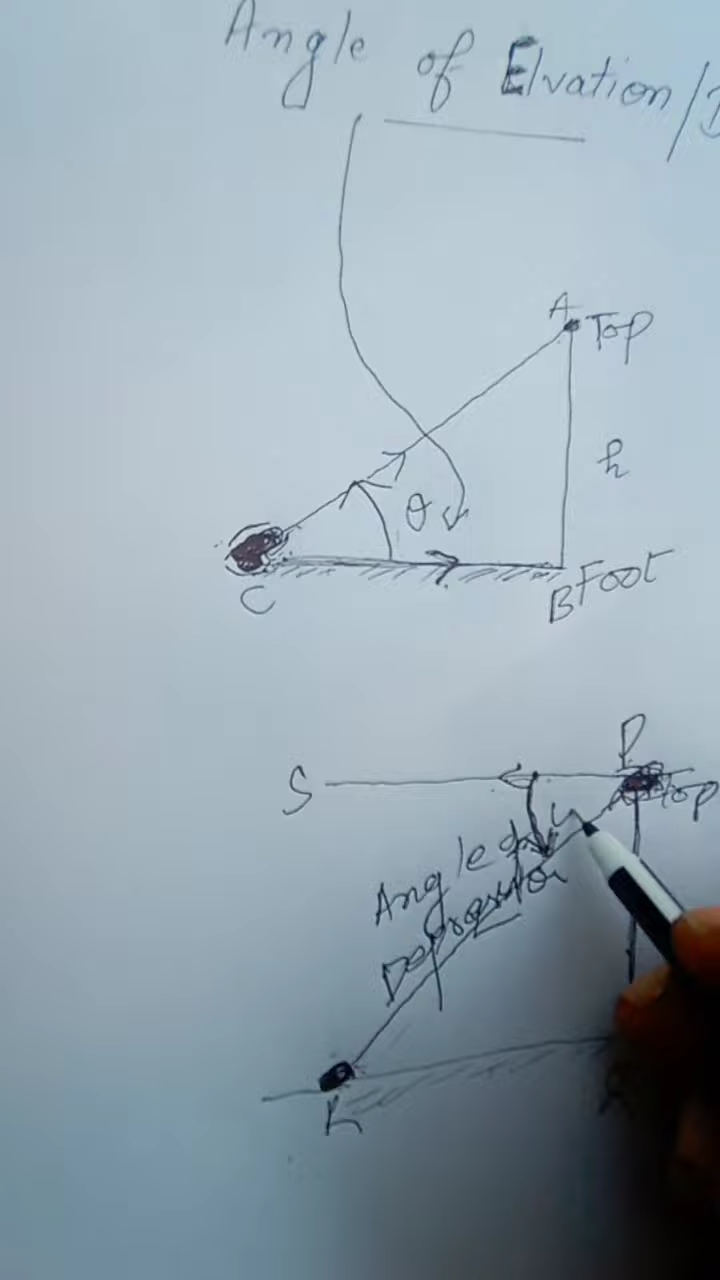 Angle of Elvation/
A Top
h
θ
C
B Foot
P
S
Top
Angle of
Depression